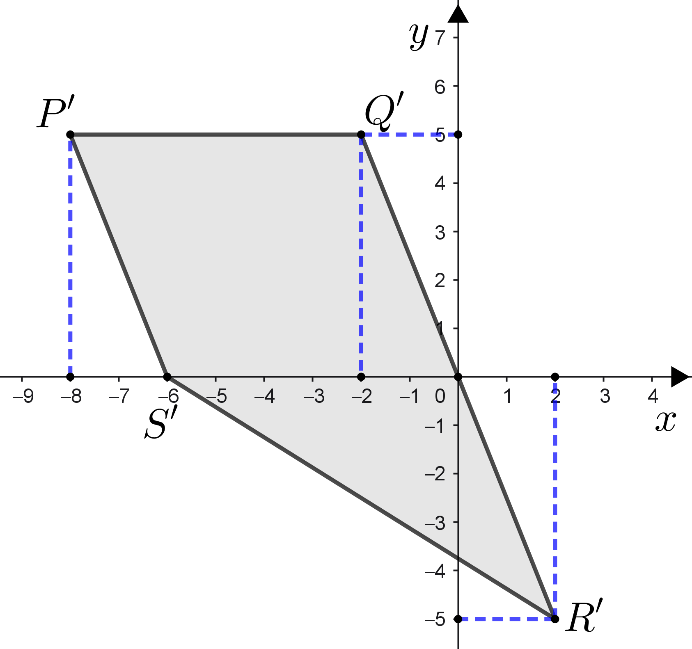 y
7
P′
Q′
6
5
4
3
2
1
–9 –8 –7 –6 –5 –4 –3 –2 –1 0 1 2 3 4
S′
x
–1
–2
–3
–4
–5
R′